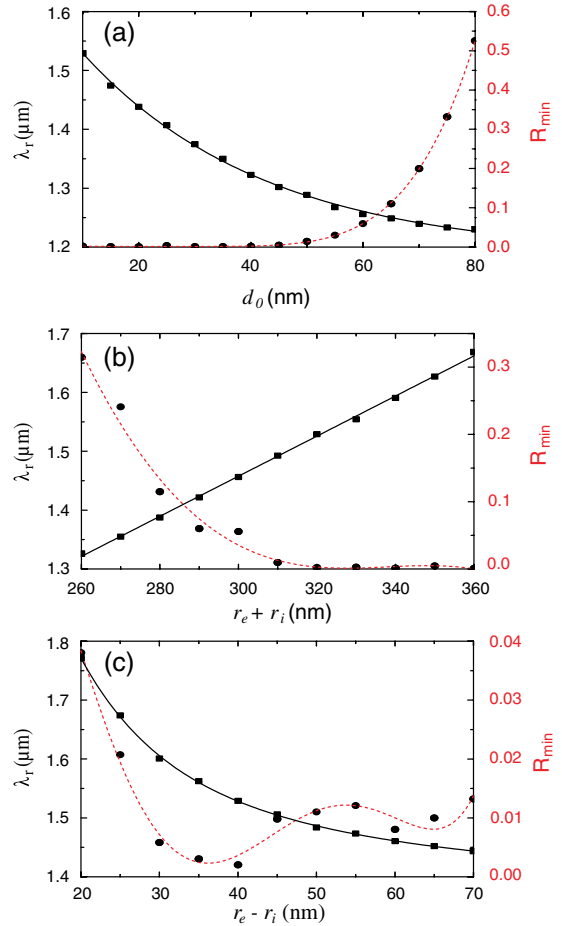 (a)
1.6
1.5
1.4
1.3
1.2
λr(μm)
0.6
0.5
0.4
0.3
0.2
0.1
0.0
Rmin
20 40 60 80
d0 (nm)
(b)
1.7
1.6
1.5
1.4
1.3
λr(μm)
0.3
0.2
0.1
0.0
Rmin
260 280 300 320 340 360
re + ri (nm)
(c)
1.8
1.7
1.6
1.5
1.4
λr(μm)
0.04
0.03
0.02
0.01
0.00
Rmin
20 30 40 50 60 70
re - ri (nm)